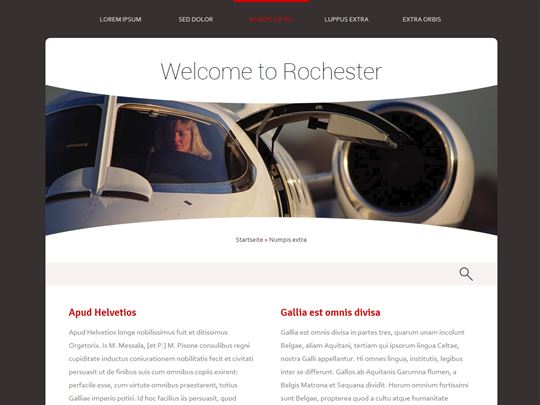 LOREM IPSUM SED DOLOR NUMPIS EXTRA LUPPUS EXTRA EXTRA ORBIS
Welcome to Rochester
Startseite » Numpis extra
Apud Helvetios
Apud Helvetios longe nobilissimus fuit et ditissimus
Orgetorix. Js M. Messala, [et P.] M. Pisone consulibus regni
cupiditate inductus coniurationem nobilitatis fecit et civitati
persuasit ut de finibus suis cum omnibus copiis exirent:
perfacile esse, cum virtute omnibus praestarent, totius
Galliae imperio potiri. Id hoc facilius iis persuasit, quod
Gallia est omnis divisa
Gallia est omnis divisa in partes tres, quarum unam incolunt
Belgae, aliam Aquitani, tertiam qui ipsorum lingua Celtae,
nostra Galli appellantur. Hi omnes lingua, institutis, legibus
inter se differunt. Gallos ab Aquitanis Garumna flumen, a
Belgis Matrona et Sequana dividit. Horum omnium fortissimi
sunt Belgae, propterea quod a cultu atque humanitate